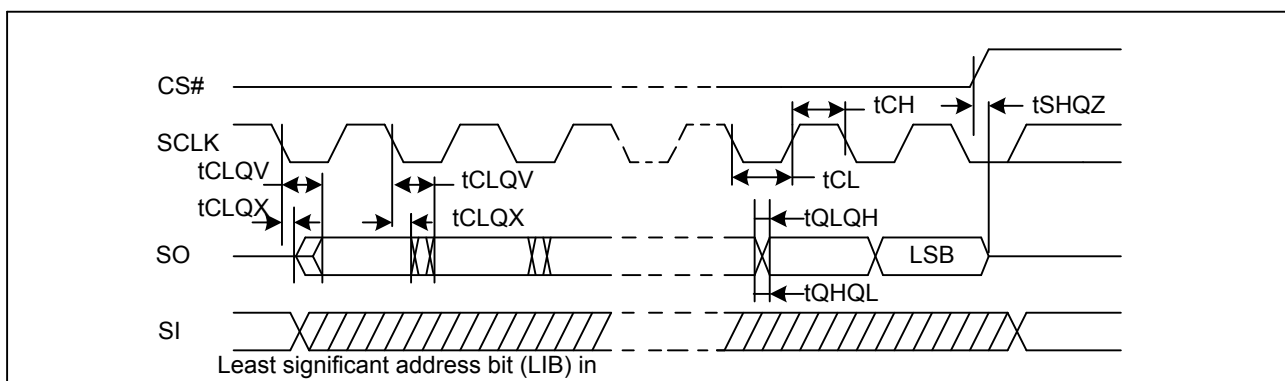 CS#
tCH
tSHQZ
SCLK
tCLQV
tCLQV
tCL
tCLQX
tCLQX
tQLQH
SO
LSB
tQHQL
SI
Least significant address bit (LIB) in